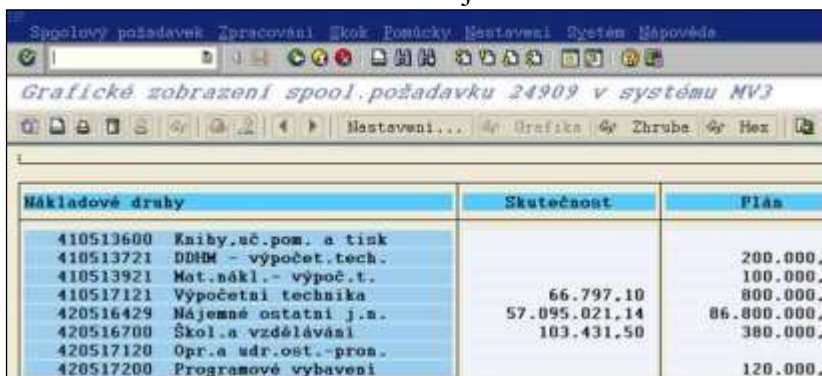 Spoolový požadavek Zpracování Skok Pomůcky Nastavení Systém Nápověda
Grafické zobrazení spool.požadavku 24909 v systému MV3
Nastavení... Grafika Zhruba Hex
Nákladové druhy Skutečnost Plán
410513600 Knihy,uč.pom. a tisk
410513721 DDHM - výpočet.tech. 200.000,
410513921 Mat.nákl.- výpoč.t. 100.000,
410517121 Výpočetní technika 66.797,10 800.000,
420516429 Nájemné ostatní j.n. 57.095.021,14 86.800.000,
420516700 Škol.a vzdělávání 103.431,50 380.000,
420517120 Opr.a udr.ost.-pron.
420517200 Programové vybavení 120.000,